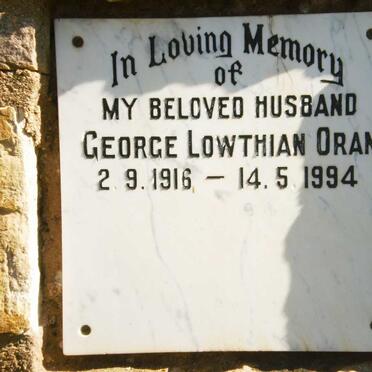 In Loving Memory
of
MY BELOVED HUSBAND
GEORGE LOWTHIAN ORAN
2.9.1916 – 14.5.1994